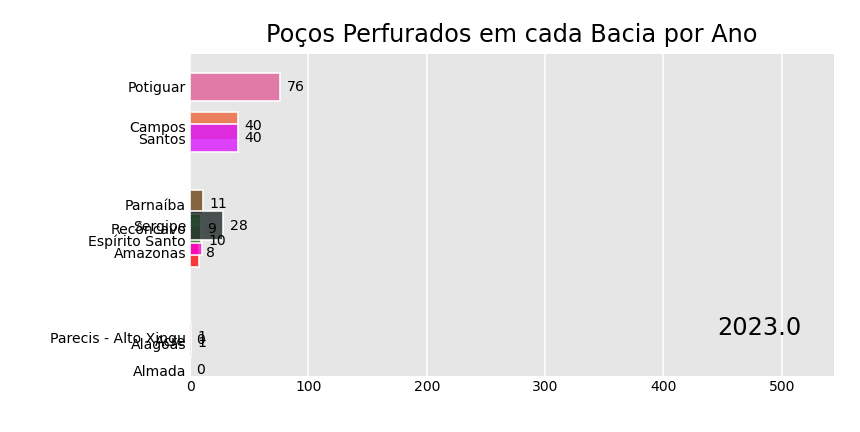 Poços Perfurados em cada Bacia por Ano
Potiguar 76
Campos 40
Santos 40
Parnaíba 11
Sergipe 28
Recôncavo 9
Espírito Santo 10
Amazonas 8
Parecis - Alto Xingu 1
Acre 0
Alagoas 1
2023.0
Almada 0
0 100 200 300 400 500